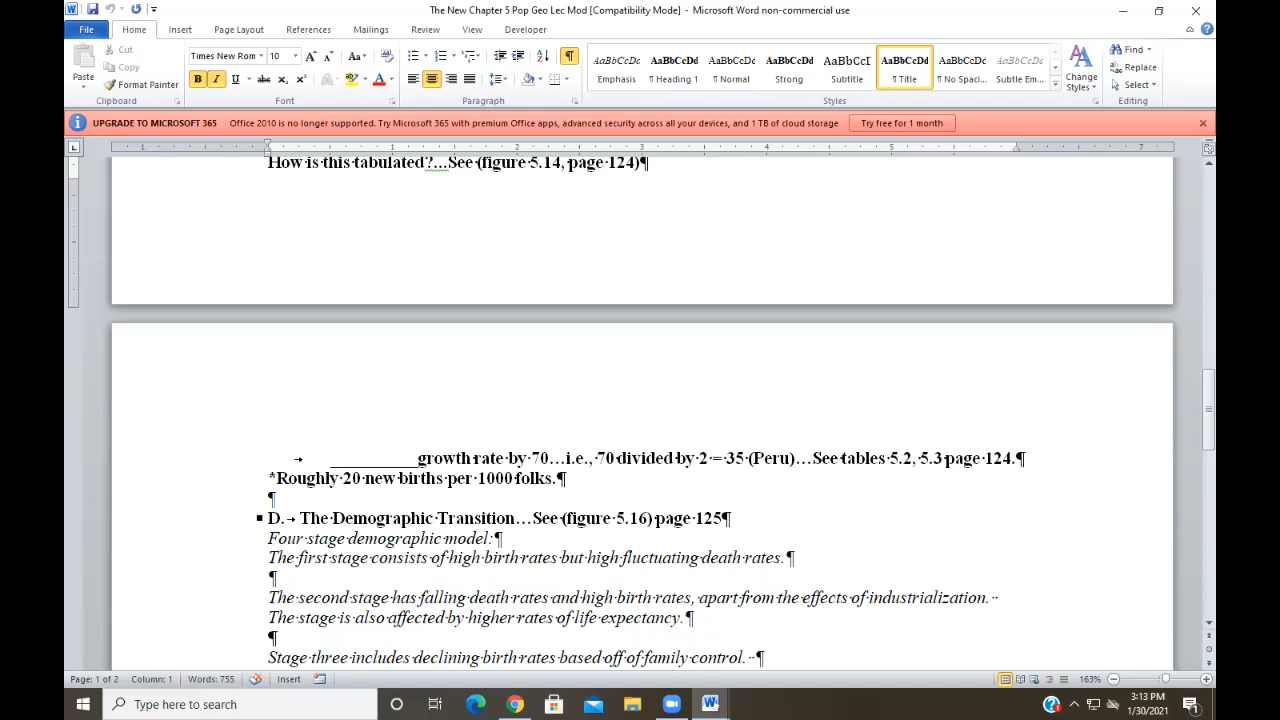 The New Chapter 5 Pop Geo Lec Mod [Compatibility Mode] - Microsoft Word non-commercial use
File Home Insert Page Layout References Mailings Review View Developer
Paste
Cut
Copy
Format Painter
Clipboard
Times New Rom 10
B I U abc
Font
Paragraph
AaBbCcDc AaBbCcDd AaBbCcDc AaBbCcDd AaBbCcI AaBbCcDd AaBbCcDc AaBbCcDc
Emphasis ¶ Heading 1 ¶ Normal Strong Subtitle ¶ Title ¶ No Spaci... Subtle Em...
Styles
Change Styles
Find
Replace
Select
Editing
UPGRADE TO MICROSOFT 365 Office 2010 is no longer supported. Try Microsoft 365 with premium Office apps, advanced security across all your devices, and 1 TB of cloud storage Try free for 1 month
1 1 2 3 4 5 7
How is this tabulated?...See (figure 5.14, page 124)¶
growth rate by 70…i.e., 70 divided by 2 = 35 (Peru)…See tables 5.2, 5.3 page 124.¶
*Roughly 20 new births per 1000 folks.¶
¶
D. The Demographic Transition…See (figure 5.16) page 125¶
Four stage demographic model:¶
The first stage consists of high birth rates but high fluctuating death rates.¶
¶
The second stage has falling death rates and high birth rates, apart from the effects of industrialization.
The stage is also affected by higher rates of life expectancy.¶
¶
Stage three includes declining birth rates based off of family control. ¶
Page: 1 of 2 Column: 1 Words: 755 Insert 163%
Type here to search
3:13 PM
1/30/2021